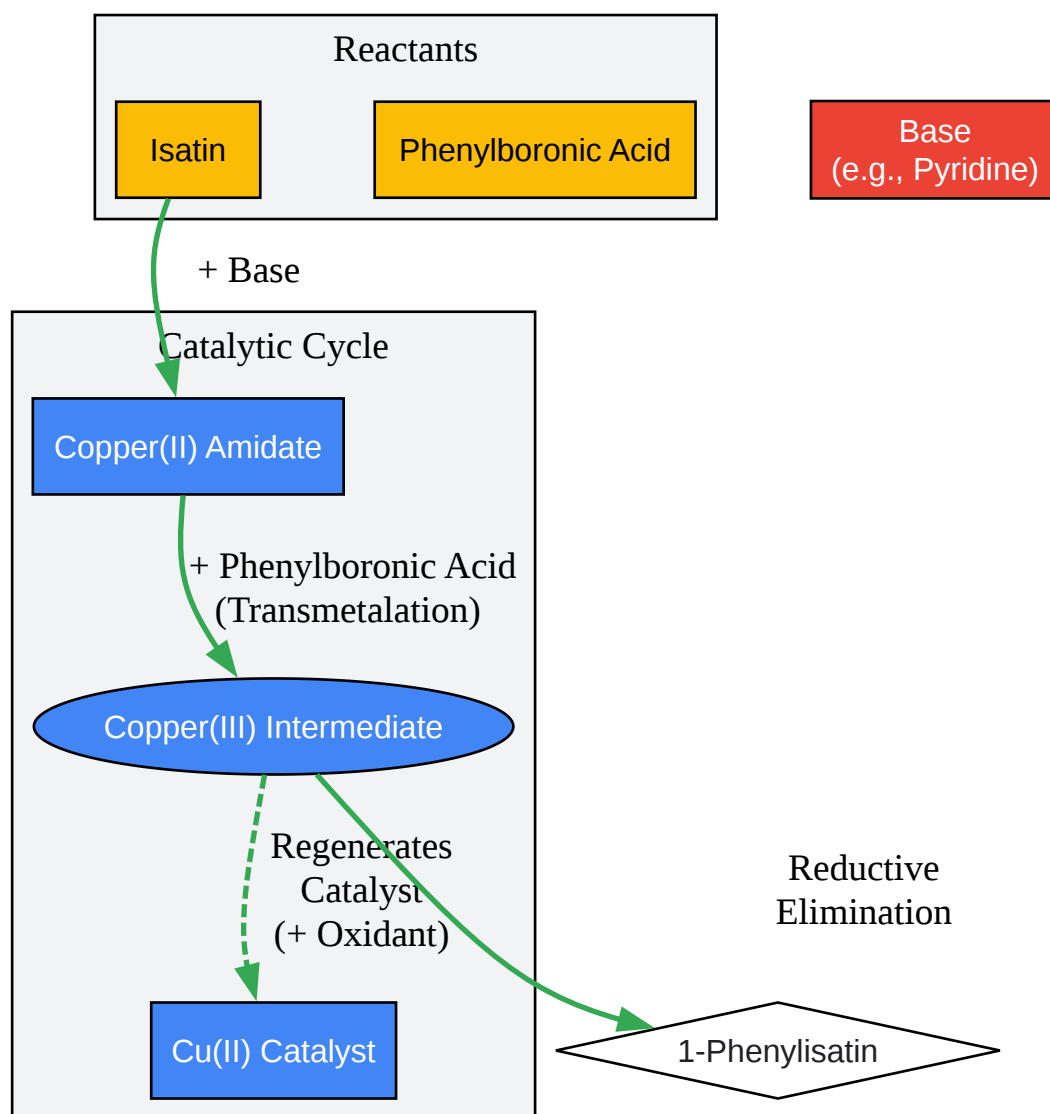 Reactants
Isatin
Phenylboronic Acid
Base
(e.g., Pyridine)
+ Base
Catalytic Cycle
Copper(II) Amidate
+ Phenylboronic Acid
(Transmetalation)
Copper(III) Intermediate
Regenerates
Catalyst
(+ Oxidant)
Reductive
Elimination
Cu(II) Catalyst
1-Phenylisatin